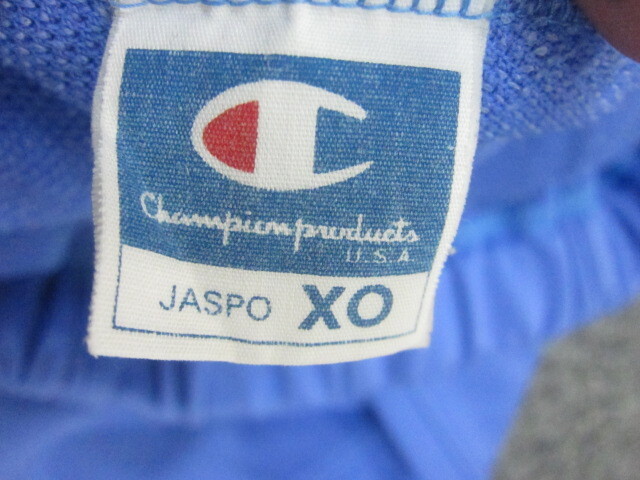 Champion products
U.S.A
JASPO XO